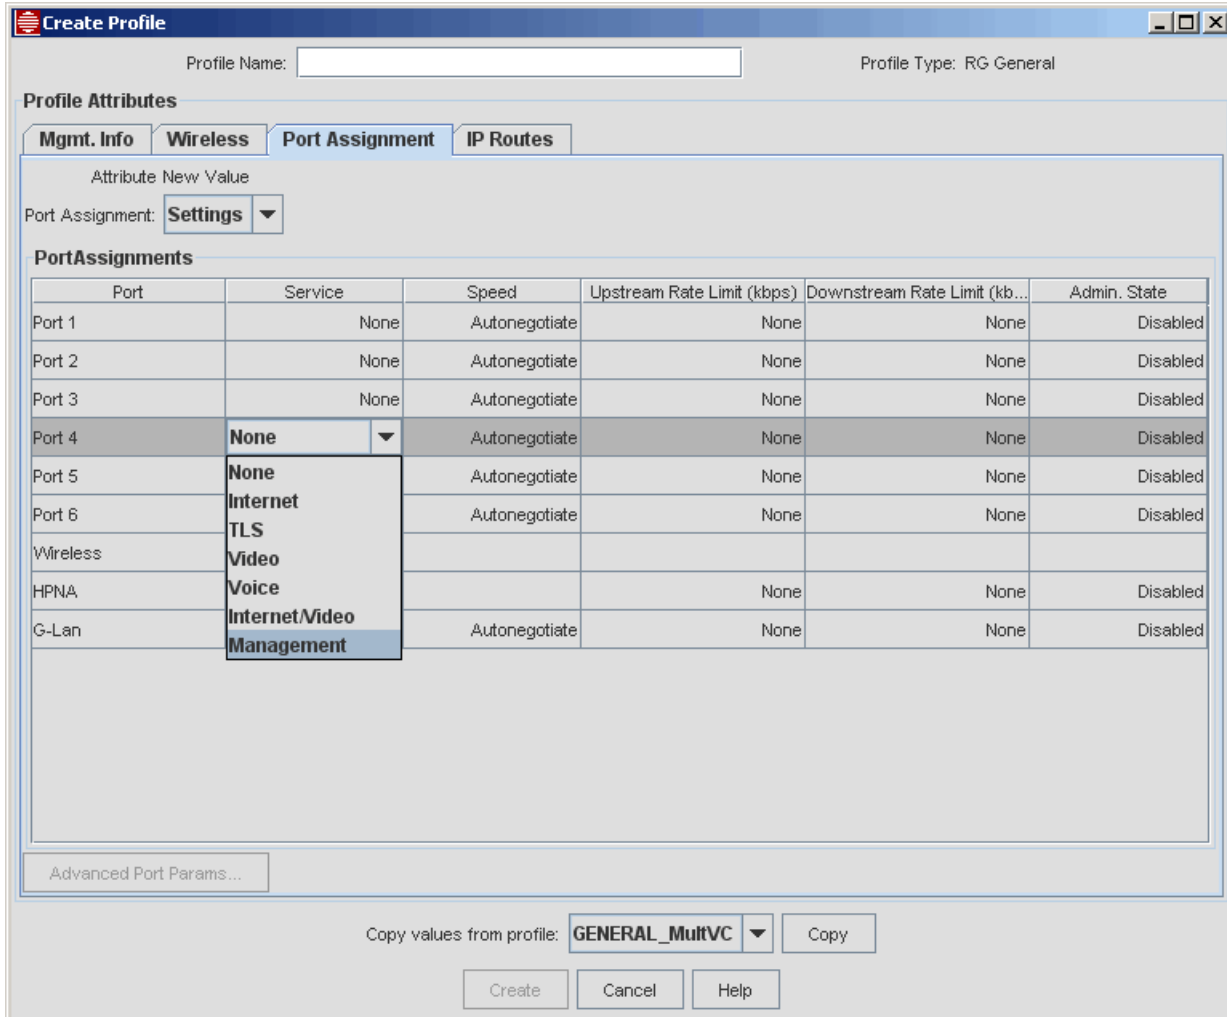 Create Profile
Profile Name: Profile Type: RG General
Profile Attributes
Mgmt. Info Wireless Port Assignment IP Routes
Attribute New Value
Port Assignment: Settings
PortAssignments
Port Service Speed Upstream Rate Limit (kbps) Downstream Rate Limit (kb... Admin. State
Port 1 None Autonegotiate None None Disabled
Port 2 None Autonegotiate None None Disabled
Port 3 None Autonegotiate None None Disabled
Port 4 None Autonegotiate None None Disabled
Port 5 None Autonegotiate None None Disabled
Internet
Port 6 TLS Autonegotiate None None Disabled
Wireless Video
HPNA Voice None None Disabled
Internet/Video
G-Lan Autonegotiate None None Disabled
Management
Advanced Port Params...
Copy values from profile: GENERAL_MultVC Copy
Create Cancel Help